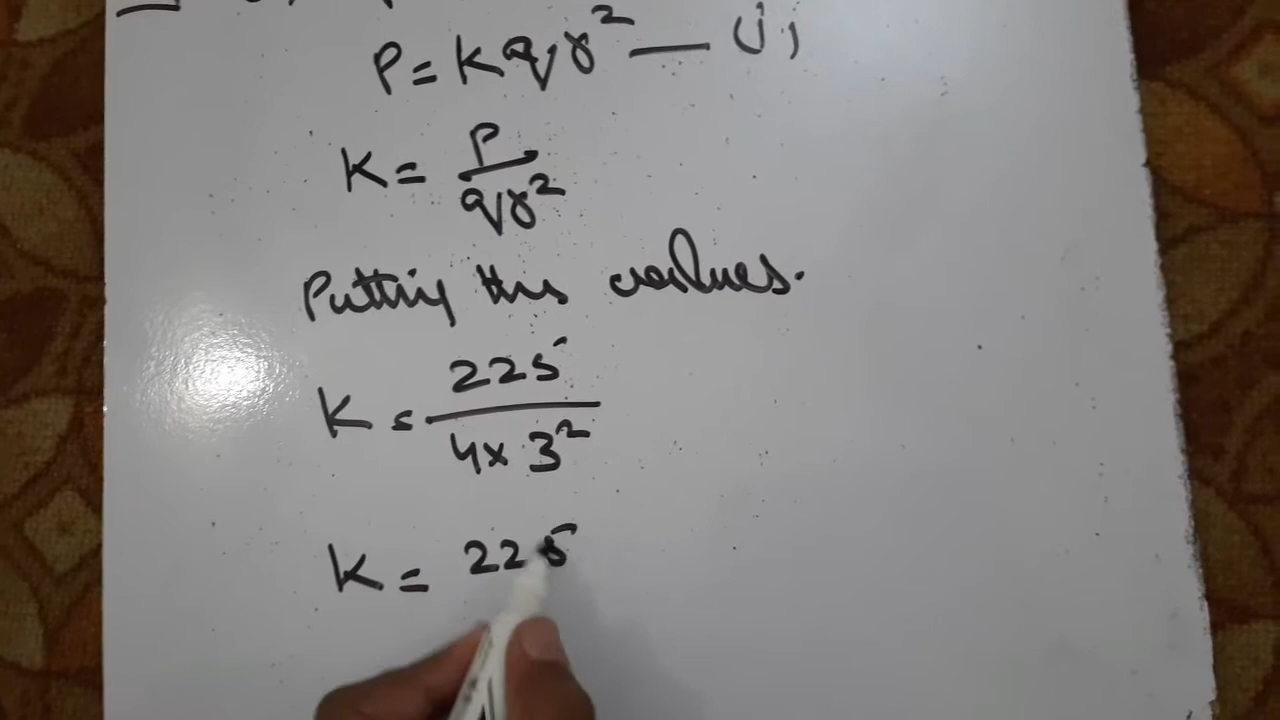 P = Kqr² — (i)
K = P / qr²
Putting the values.
K = 225 / 4 × 3²
K = 225